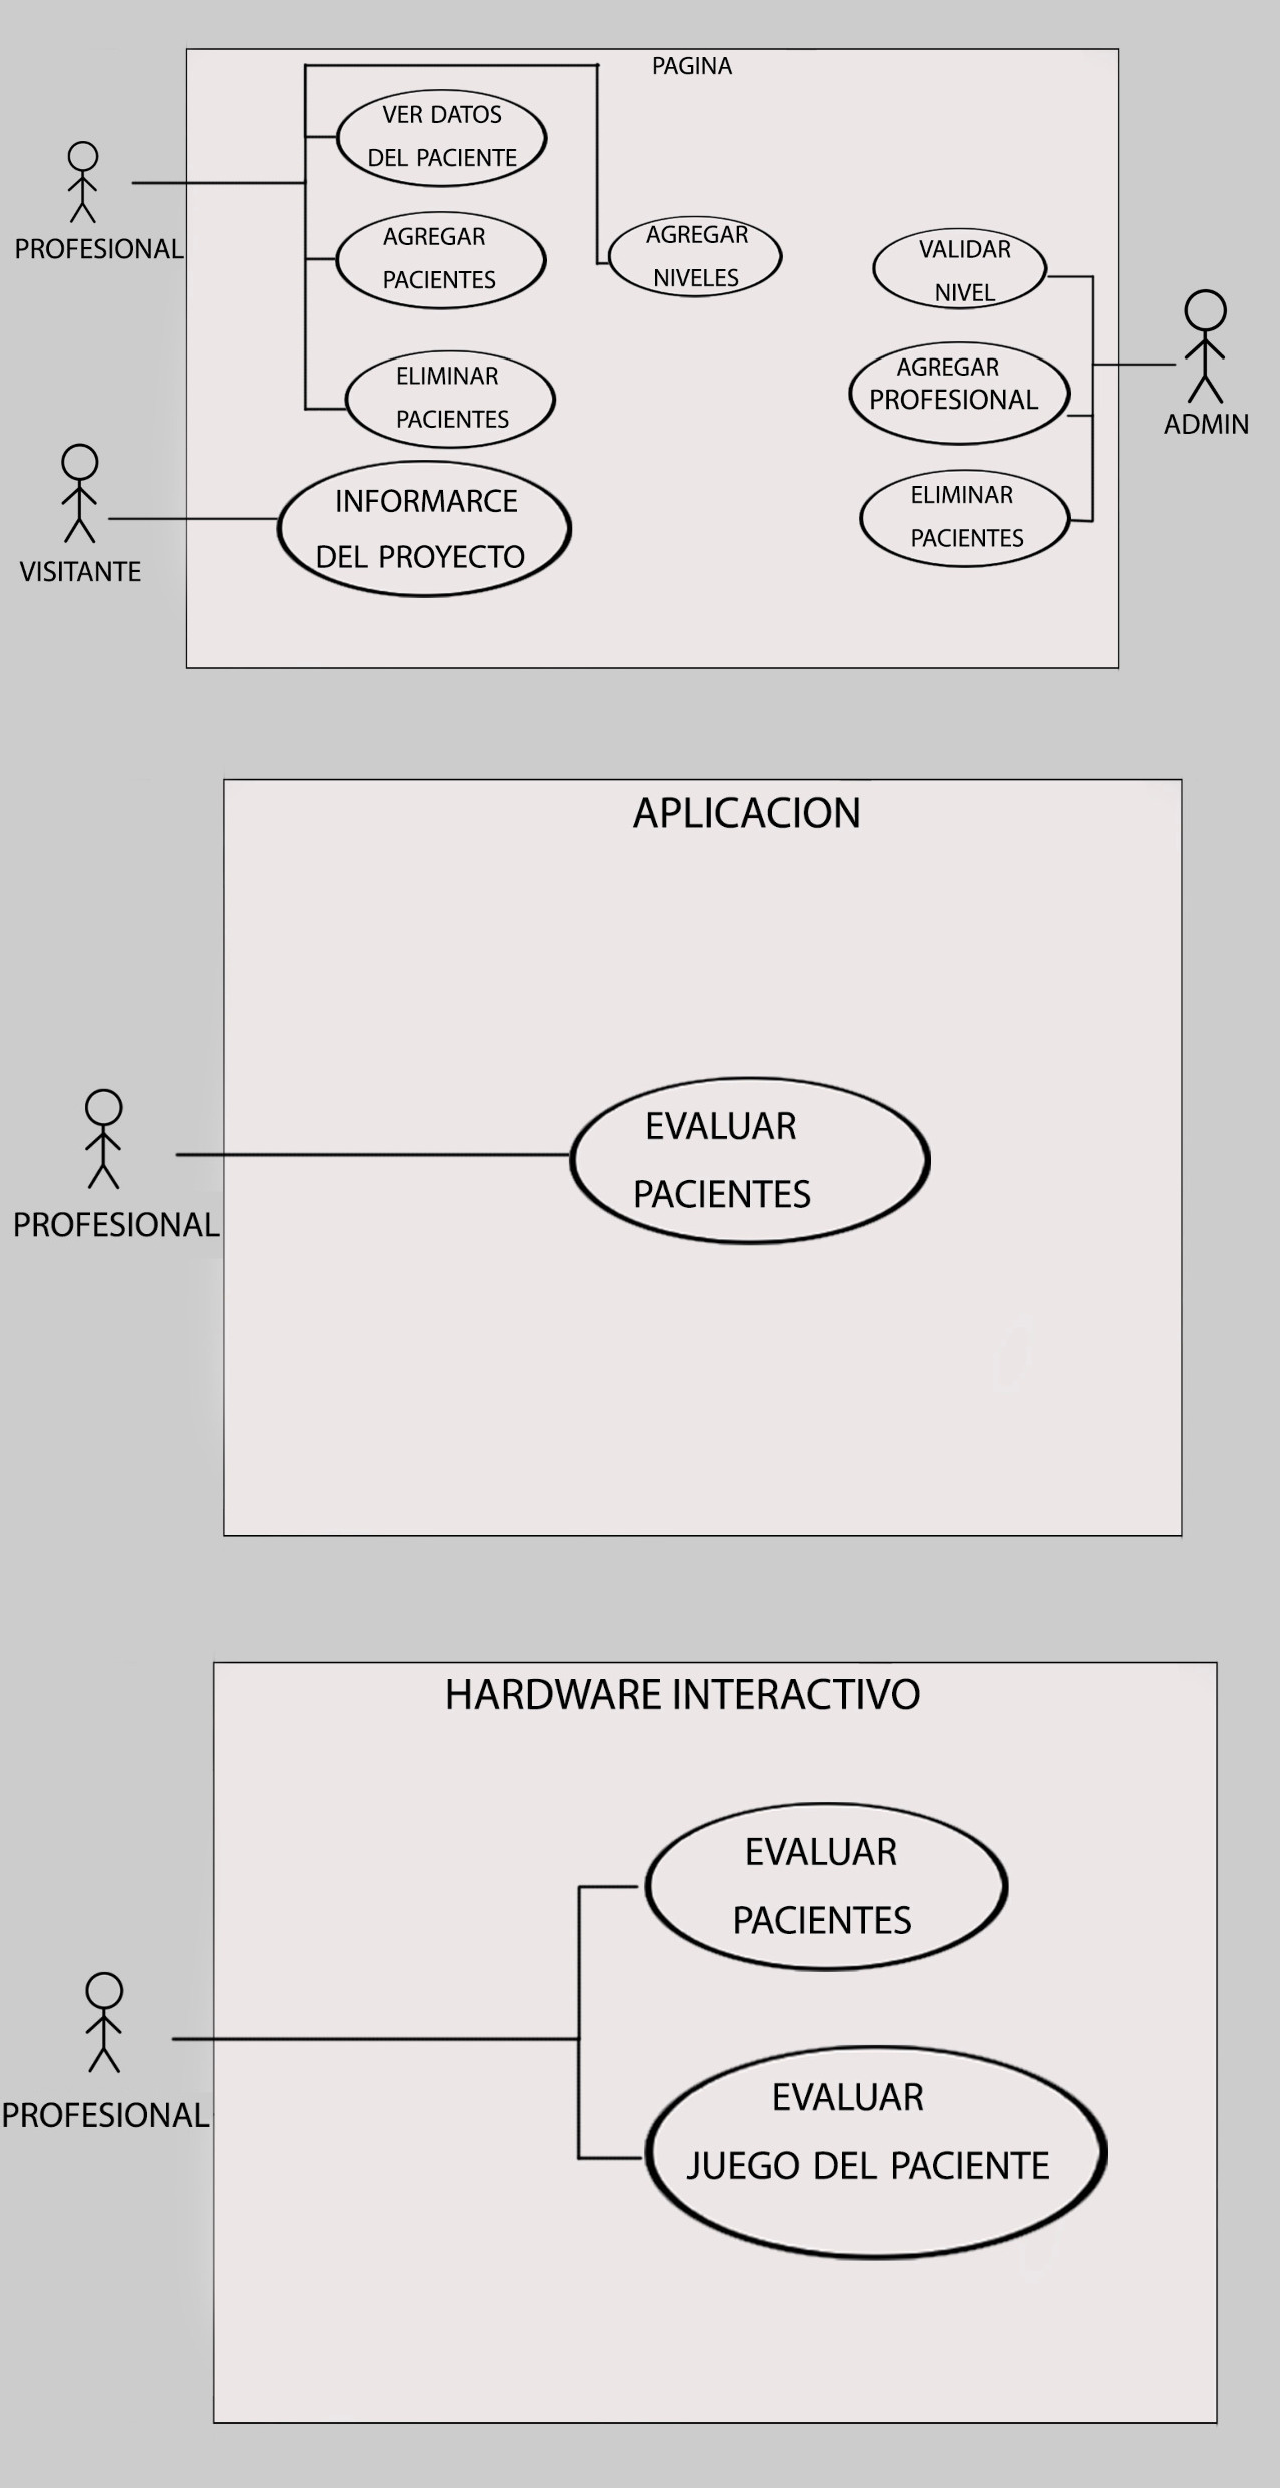 PAGINA
VER DATOS
DEL PACIENTE
PROFESIONAL
AGREGAR
PACIENTES
AGREGAR
NIVELES
VALIDAR
NIVEL
ELIMINAR
PACIENTES
AGREGAR
PROFESIONAL
ADMIN
INFORMARCE
DEL PROYECTO
VISITANTE
ELIMINAR
PACIENTES
APLICACION
EVALUAR
PACIENTES
PROFESIONAL
HARDWARE INTERACTIVO
EVALUAR
PACIENTES
PROFESIONAL
EVALUAR
JUEGO DEL PACIENTE